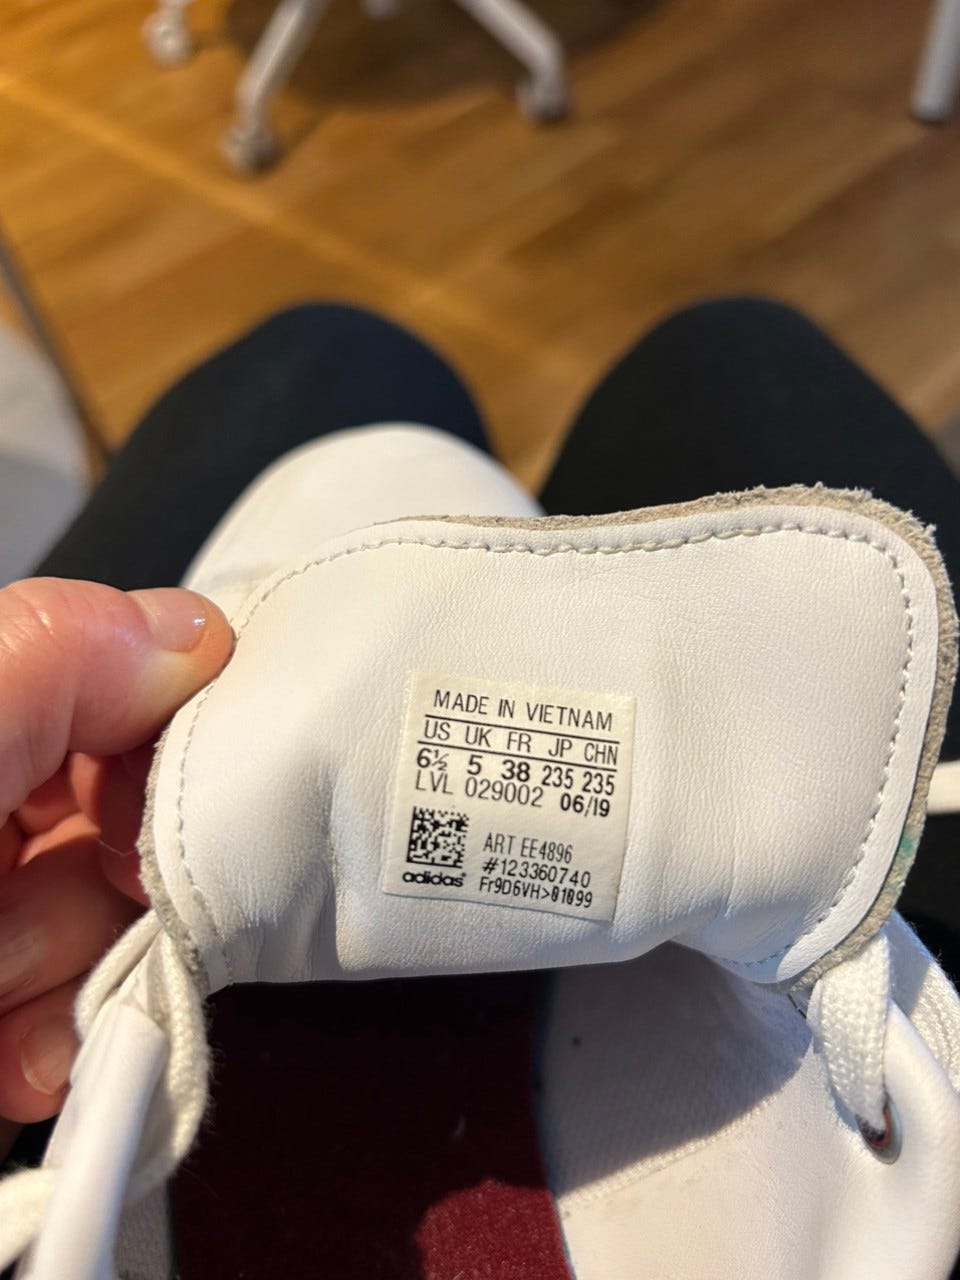 MADE IN VIETNAM
US UK FR JP CHN
6½ 5 38 235 235
LVL 029002 06/19
ART EE4896
#123360740
adidas Fr9D6VH>01099